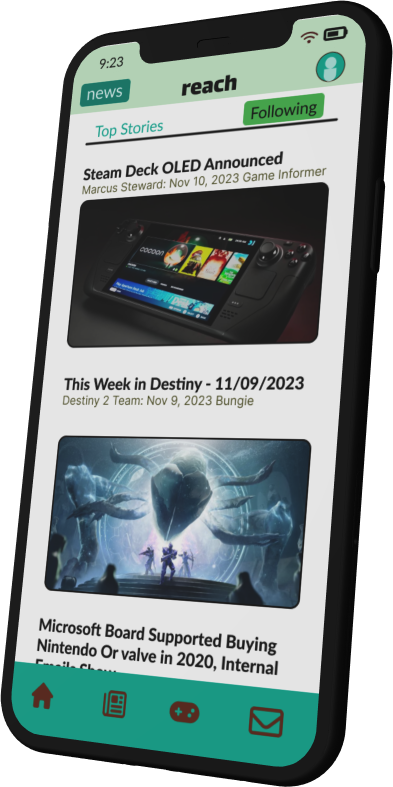 9:23
news
reach
Top Stories
Following
Steam Deck OLED Announced
Marcus Steward: Nov 10, 2023 Game Informer
cocoon
This Week in Destiny - 11/09/2023
Destiny 2 Team: Nov 9, 2023 Bungie
Microsoft Board Supported Buying
Nintendo Or valve in 2020, Internal